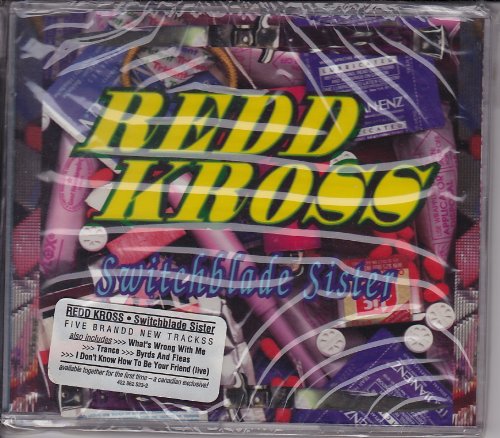 REDD
KROSS
Switchblade Sister
REDD KROSS • Switchblade Sister
FIVE BRANDD NEW TRACKSS
also includes >>> What's Wrong With Me
>>> Trance >>> Byrds And Fleas
>>> I Don't Know How To Be Your Friend (live)
available together for the first time – a canadian exclusive!
LUBRICATED